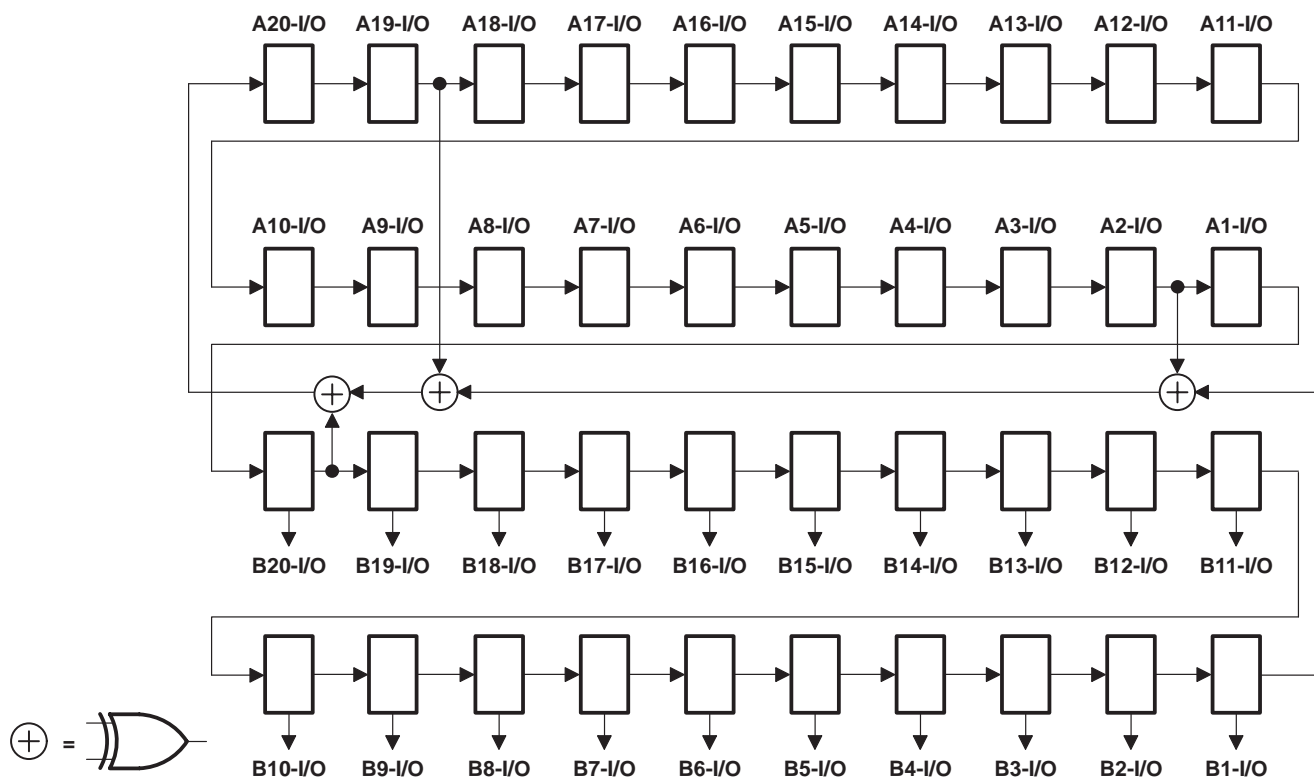 A20-I/O A19-I/O A18-I/O A17-I/O A16-I/O A15-I/O A14-I/O A13-I/O A12-I/O A11-I/O
A10-I/O A9-I/O A8-I/O A7-I/O A6-I/O A5-I/O A4-I/O A3-I/O A2-I/O A1-I/O
B20-I/O B19-I/O B18-I/O B17-I/O B16-I/O B15-I/O B14-I/O B13-I/O B12-I/O B11-I/O
=
B10-I/O B9-I/O B8-I/O B7-I/O B6-I/O B5-I/O B4-I/O B3-I/O B2-I/O B1-I/O